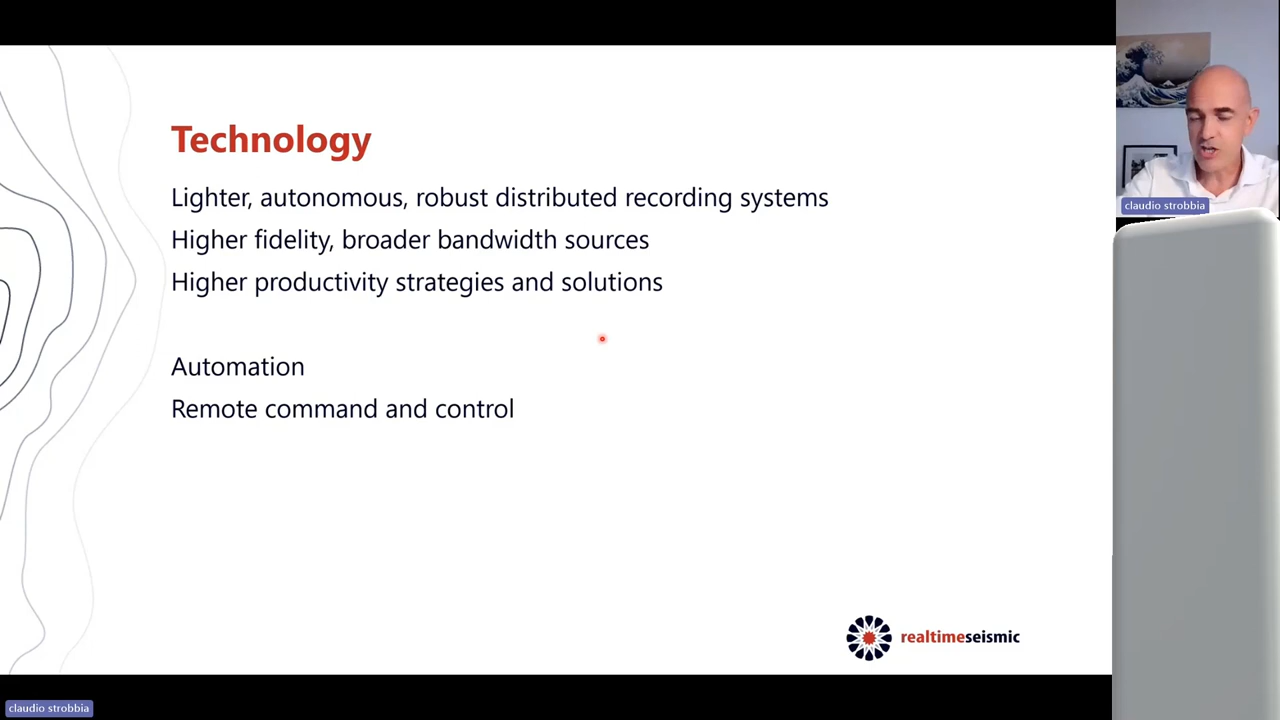 Technology
Lighter, autonomous, robust distributed recording systems
Higher fidelity, broader bandwidth sources
Higher productivity strategies and solutions
Automation
Remote command and control
realtimeseismic
claudio strobbia
claudio strobbia